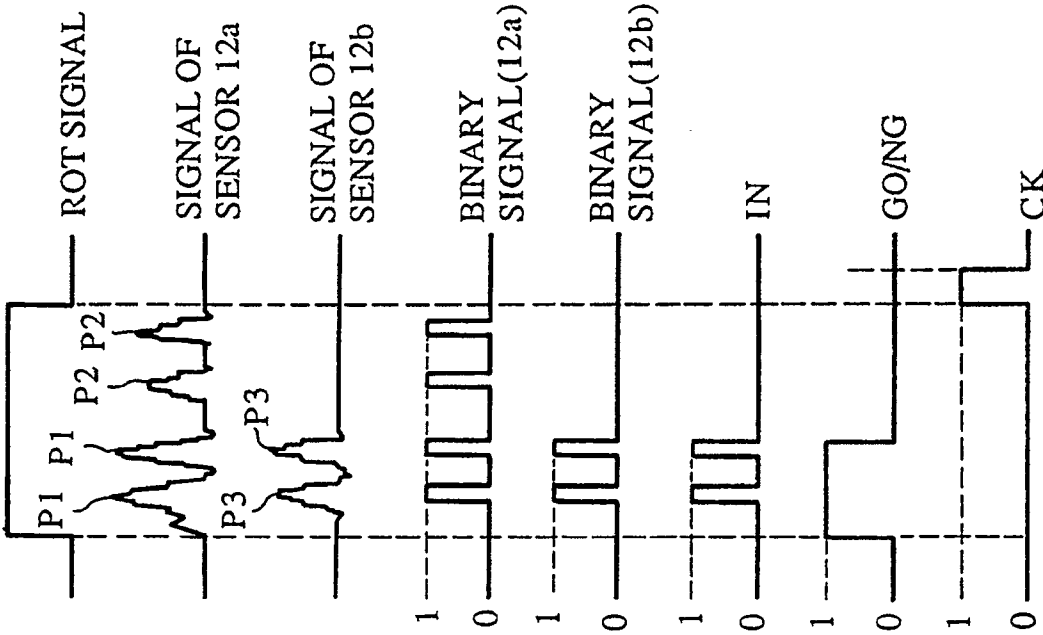 ROT SIGNAL
P1
P1
P2
P2
SIGNAL OF
SENSOR 12a
P3
P3
SIGNAL OF
SENSOR 12b
1
0
BINARY
SIGNAL(12a)
1
0
BINARY
SIGNAL(12b)
1
0
IN
1
0
GO/NG
1
0
CK